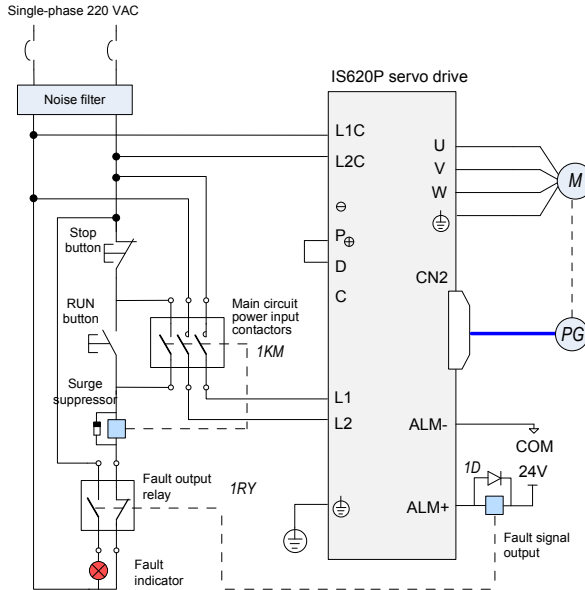 Single-phase 220 VAC
Noise filter
IS620P servo drive
L1C
L2C
U
V
W
⊖
P⊕
D
C
CN2
M
PG
Stop
button
RUN
button
Main circuit
power input
contactors
1KM
Surge
suppressor
L1
L2
ALM-
COM
24V
1D
ALM+
Fault output
relay
1RY
Fault signal
output
Fault
indicator